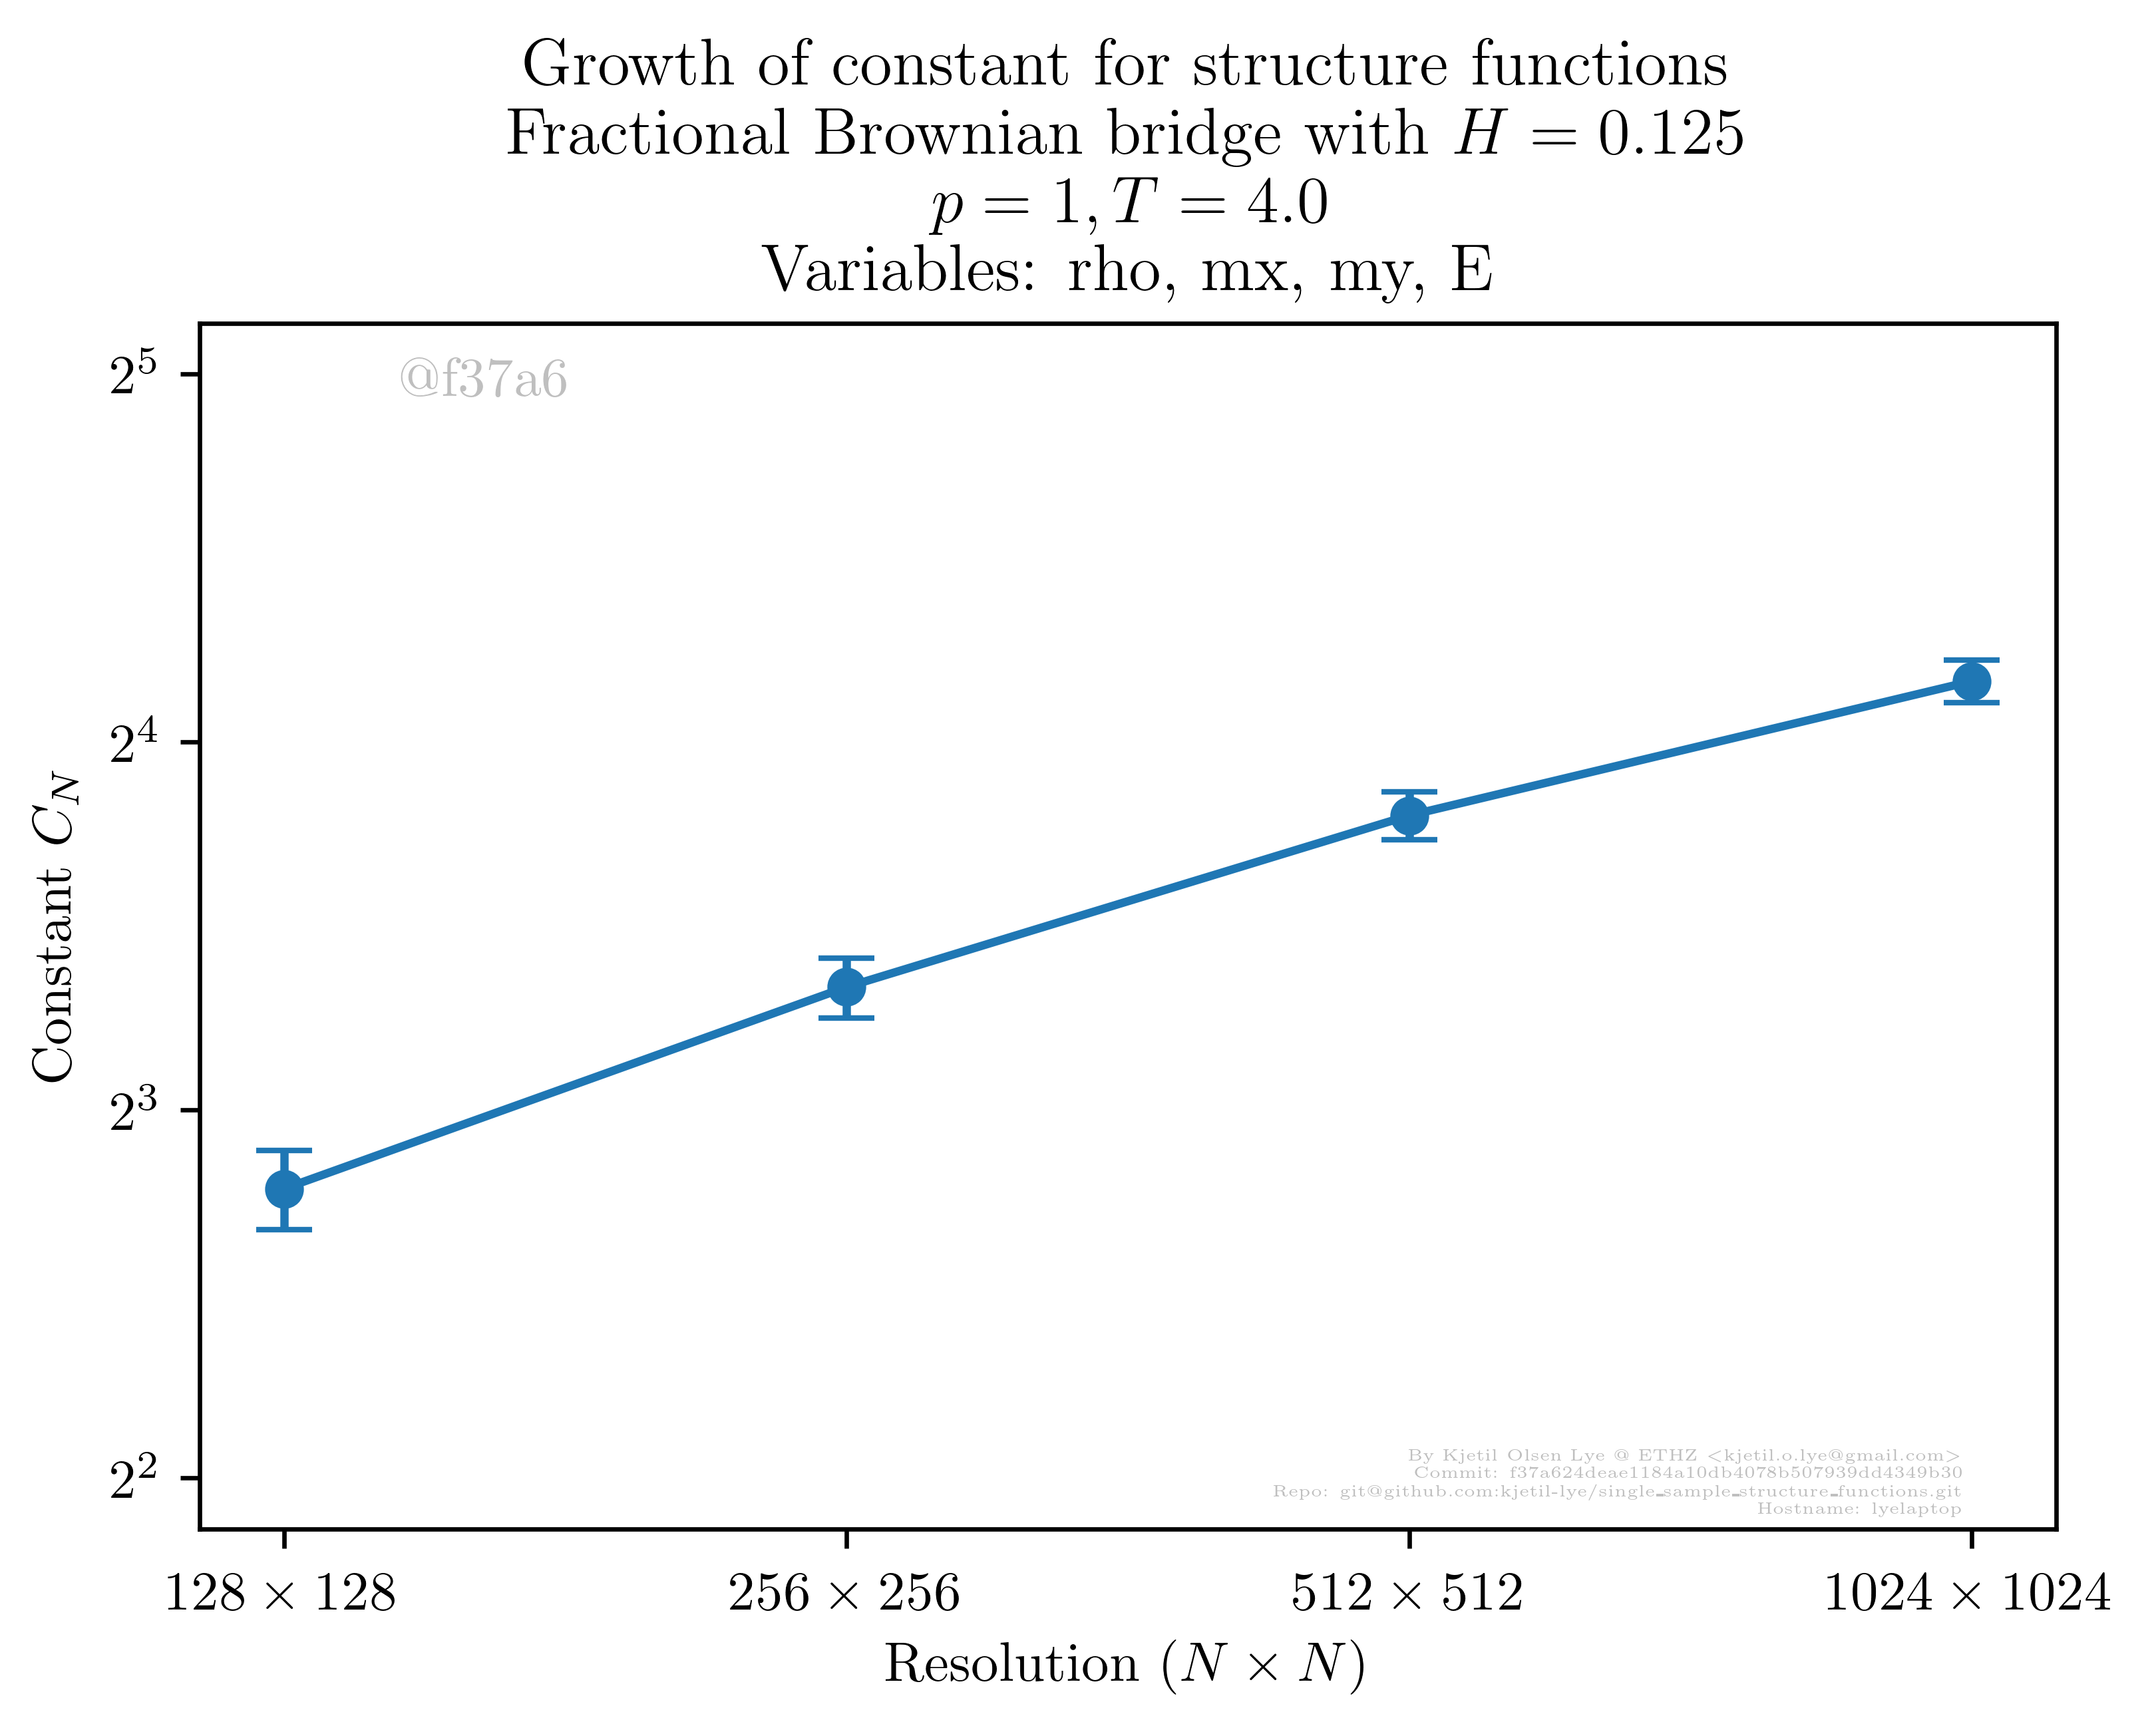 Growth of constant for structure functions
Fractional Brownian bridge with H = 0.125
p = 1, T = 4.0
Variables: rho, mx, my, E
2^5
@f37a6
2^4
Constant C_N
2^3
2^2
By Kjetil Olsen Lye @ ETHZ <kjetil.o.lye@gmail.com>
Commit: f37a624deae1184a10db4078b507939dd4349b30
Repo: git@github.com:kjetil-lye/single_sample_structure_functions.git
Hostname: lyelaptop
128 × 128 256 × 256 512 × 512 1024 × 1024
Resolution (N × N)